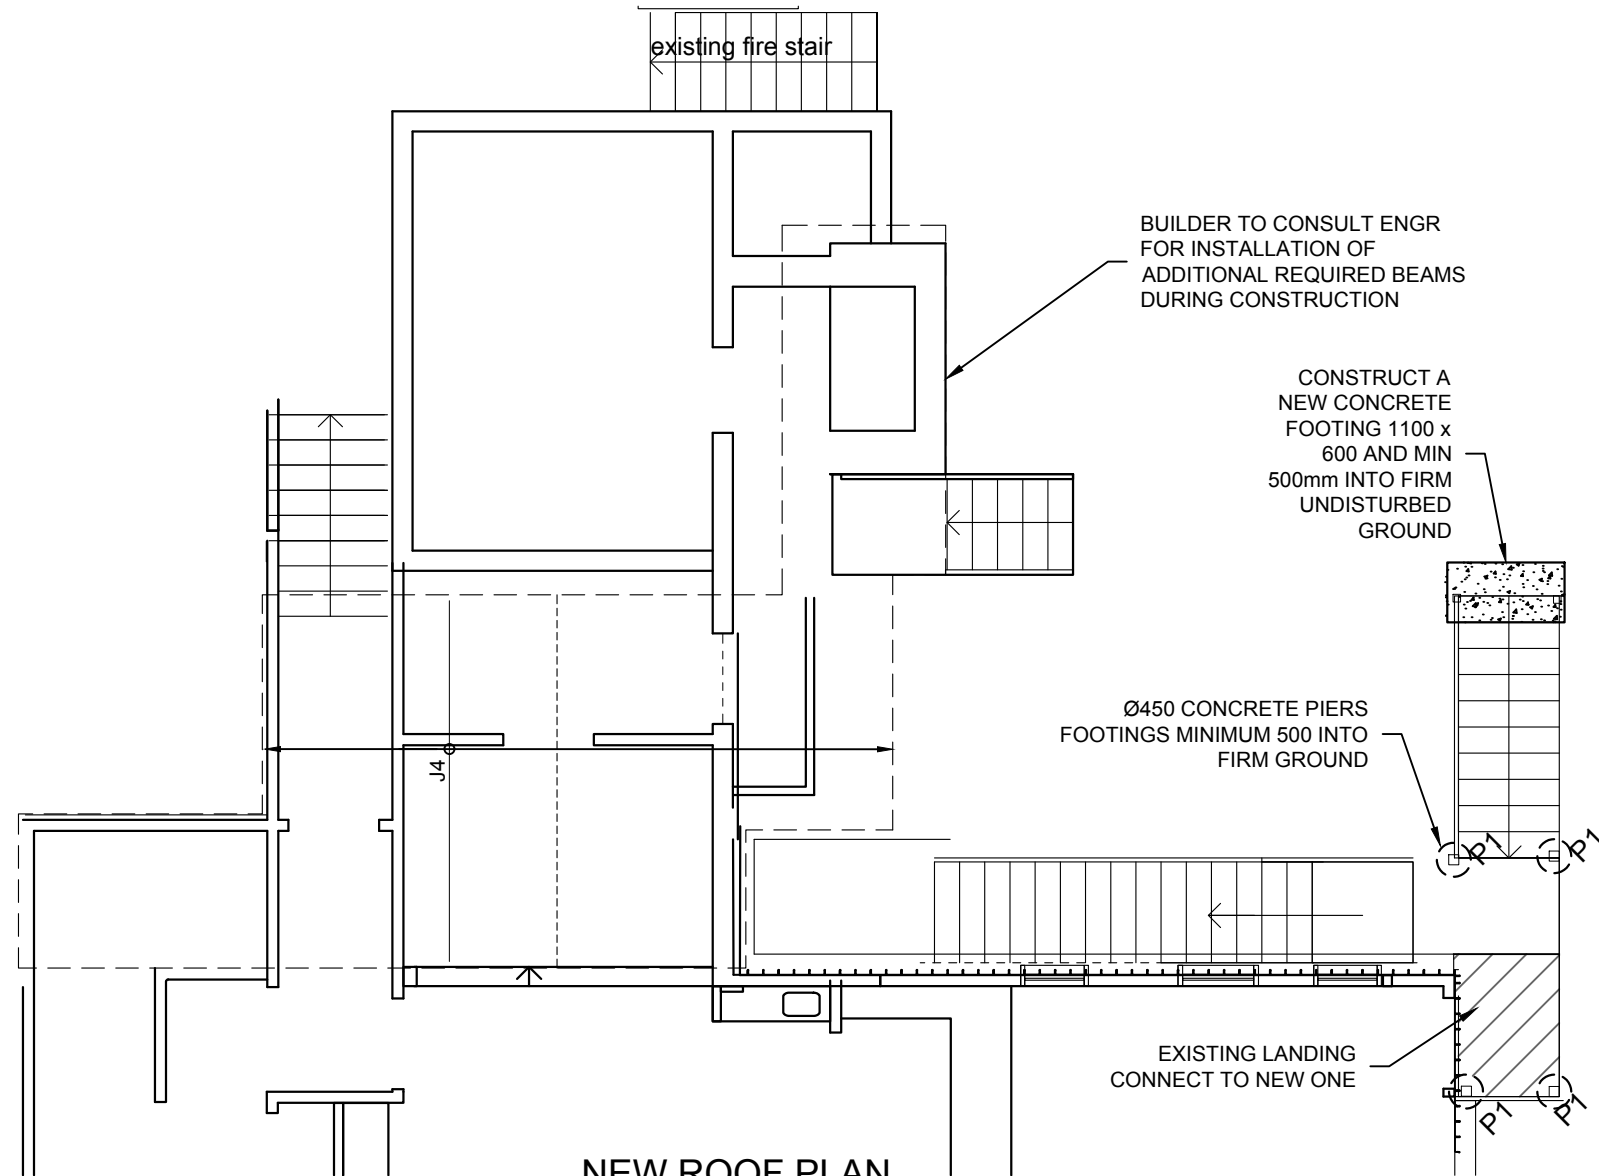 existing fire stair
BUILDER TO CONSULT ENGR
FOR INSTALLATION OF
ADDITIONAL REQUIRED BEAMS
DURING CONSTRUCTION
CONSTRUCT A
NEW CONCRETE
FOOTING 1100 x
600 AND MIN
500mm INTO FIRM
UNDISTURBED
GROUND
Ø450 CONCRETE PIERS
FOOTINGS MINIMUM 500 INTO
FIRM GROUND
J4
P1
P1
EXISTING LANDING
CONNECT TO NEW ONE
P1
P1
NEW ROOF PLAN